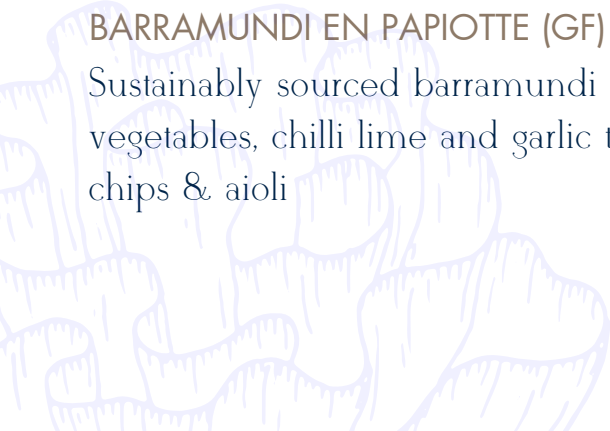 BARRAMUNDI EN PAPIOTTE (GF)
Sustainably sourced barramundi
vegetables, chilli lime and garlic
chips & aioli